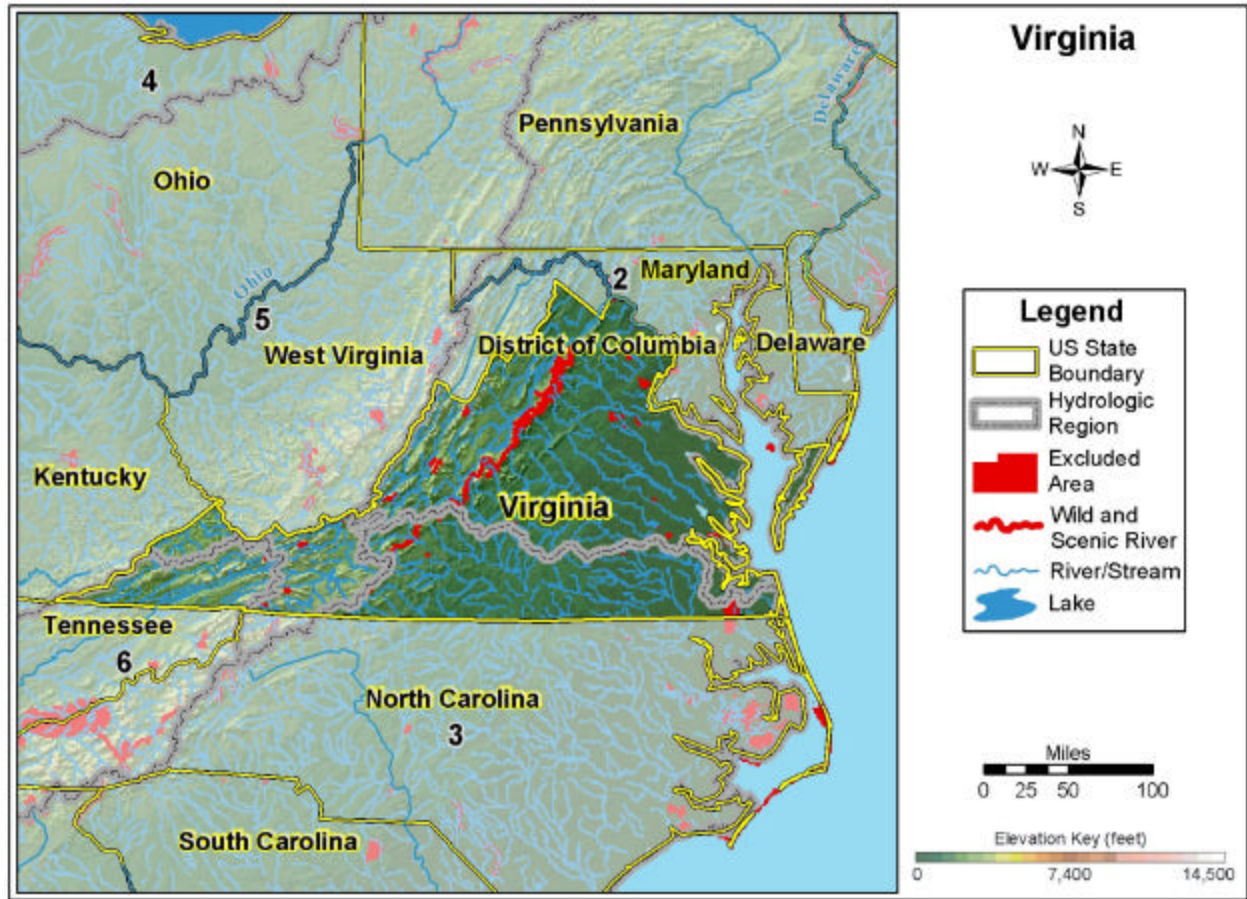 Virginia
N
W E
S
4
Delaware
Pennsylvania
Ohio
2
Maryland
Ohio
5
West Virginia
District of Columbia
Delaware
Kentucky
Virginia
Tennessee
6
North Carolina
3
South Carolina
Legend
US State
Boundary
Hydrologic
Region
Excluded
Area
Wild and
Scenic River
River/Stream
Lake
Miles
0 25 50 100
Elevation Key (feet)
0 7,400 14,500